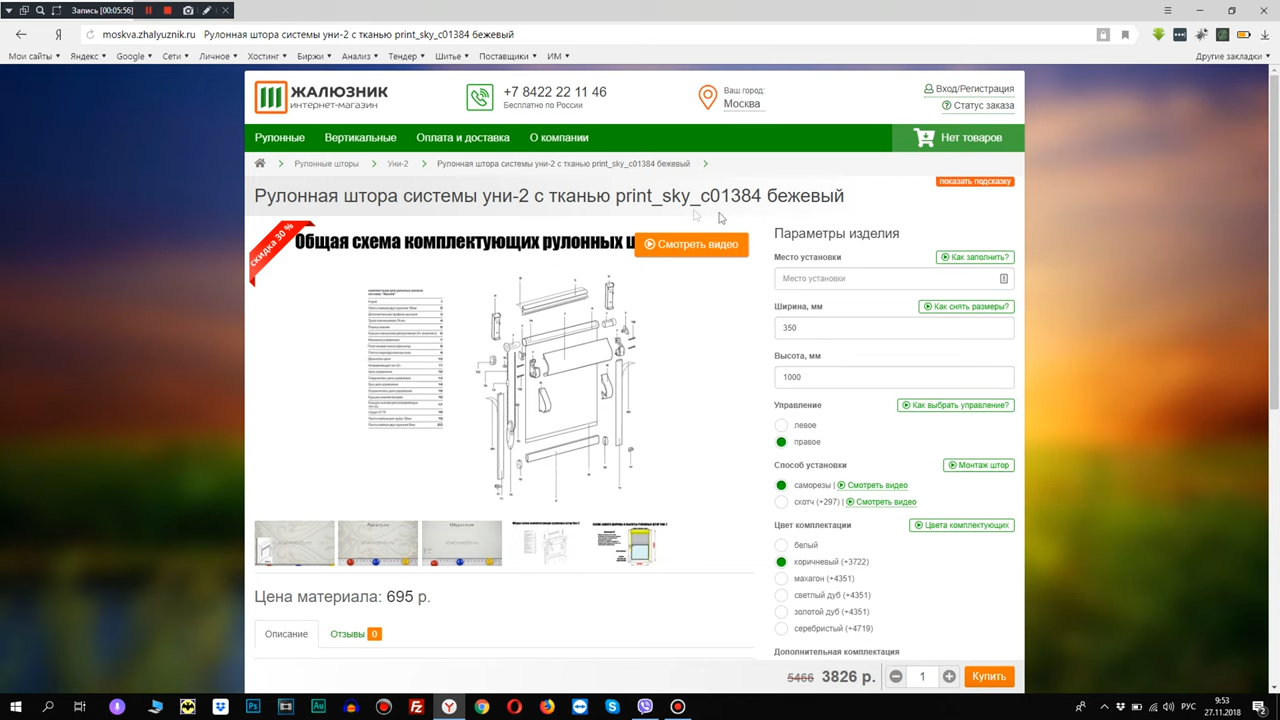 Запись [00:05:56]
moskva.zhalyuznik.ru Рулонная штора системы уни-2 с тканью print_sky_c01384 бежевый
Мои сайты Яндекс Google Сети Личное Хостинг Биржи Анализ Тендер Шитье Поставщики ИМ Другие закладки
ЖАЛЮЗНИК
интернет-магазин
+7 8422 22 11 46
Бесплатно по России
Ваш город:
Москва
Вход/Регистрация
Статус заказа
Рулонные Вертикальные Оплата и доставка О компании Нет товаров
Рулонные шторы Уни-2 Рулонная штора системы уни-2 с тканью print_sky_c01384 бежевый
показать подсказку
Рулонная штора системы уни-2 с тканью print_sky_c01384 бежевый
скидка 30 %
Общая схема комплектующих рулонных ш
Смотреть видео
Цена материала: 695 р.
Описание Отзывы 0
Параметры изделия
Место установки Как заполнить?
Место установки
Ширина, мм Как снять размеры?
350
Высота, мм
1000
Управление Как выбрать управление?
левое
правое
Способ установки Монтаж штор
саморезы | Смотреть видео
скотч (+297) | Смотреть видео
Цвет комплектации Цвета комплектующих
белый
коричневый (+3722)
махагон (+4351)
светлый дуб (+4351)
золотой дуб (+4351)
серебристый (+4719)
Дополнительная комплектация
5466 3826 р. 1 Купить
РУС
9:53
27.11.2018